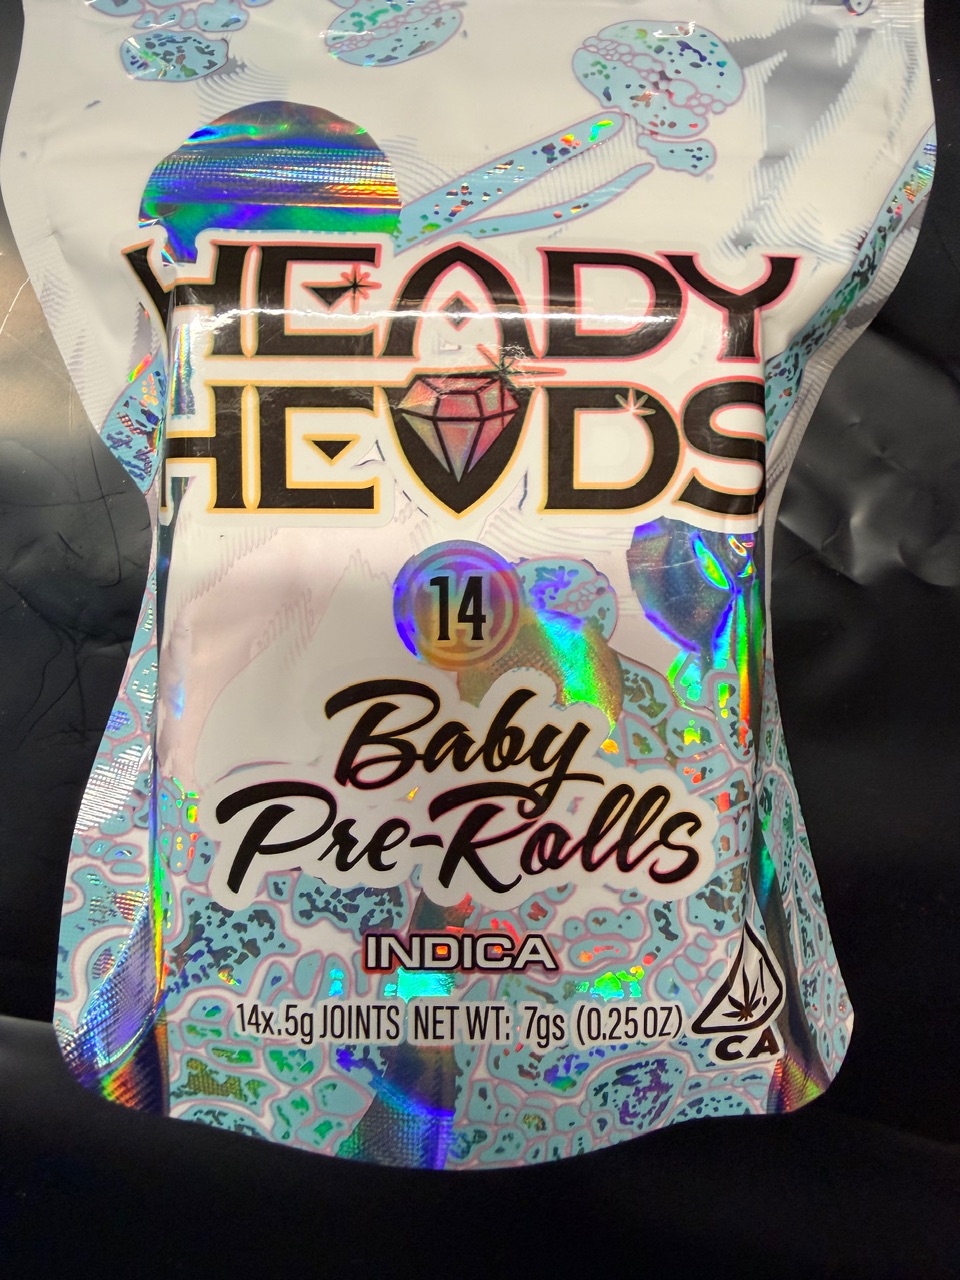 HEADY
HEADS
14
Baby
Pre-Rolls
INDICA
14x.5g JOINTS NET WT: 7gs (0.25 OZ)
!
CA